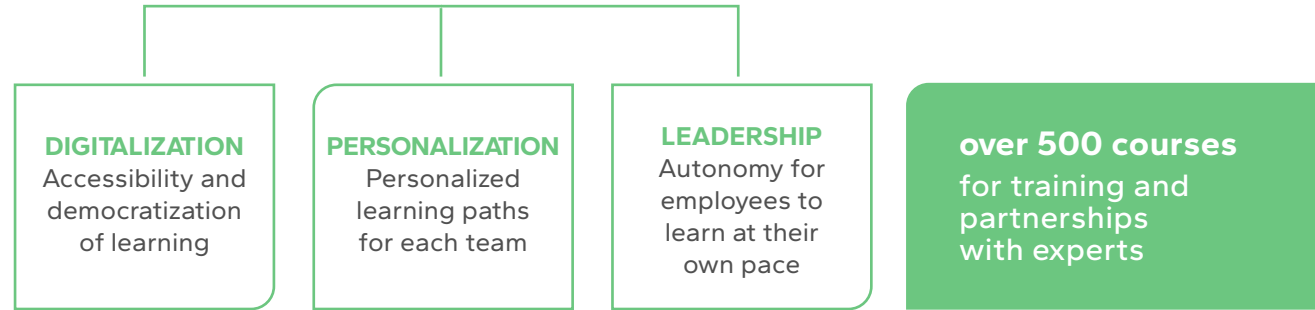 DIGITALIZATION
Accessibility and
democratization
of learning
PERSONALIZATION
Personalized
learning paths
for each team
LEADERSHIP
Autonomy for
employees to
learn at their
own pace
over 500 courses
for training and
partnerships
with experts